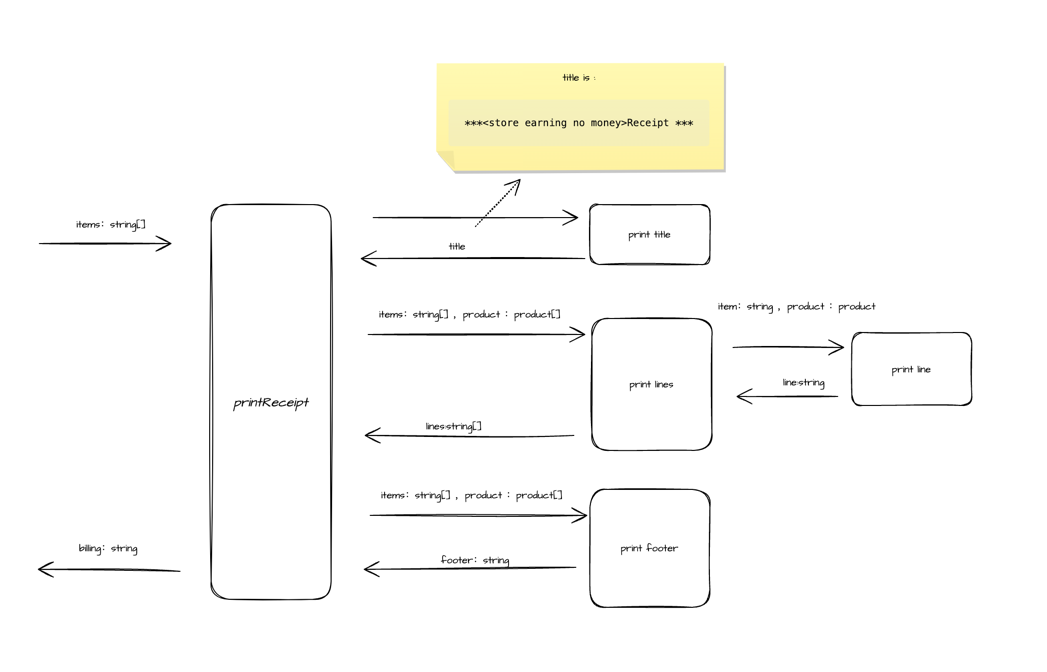 title is :
***<store earning no money>Receipt ***
items: string[]
print title
title
items: string[] , product : product[]
item: string , product : product
print lines
print line
line:string
printReceipt
lines:string[]
items: string[] , product : product[]
print footer
billing: string
footer: string